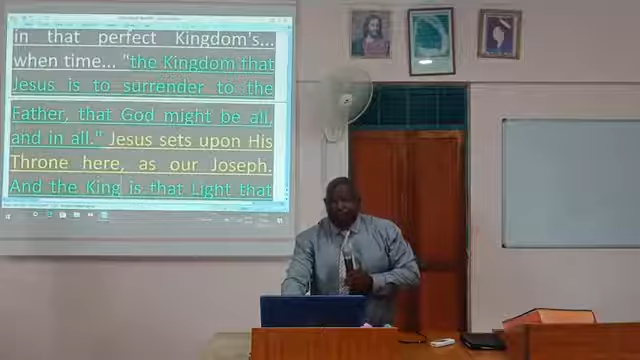 in that perfect Kingdom's...
when time... "the Kingdom that
Jesus is to surrender to the
Father, that God might be all,
and in all." Jesus sets upon His
Throne here, as our Joseph.
And the King is that Light that